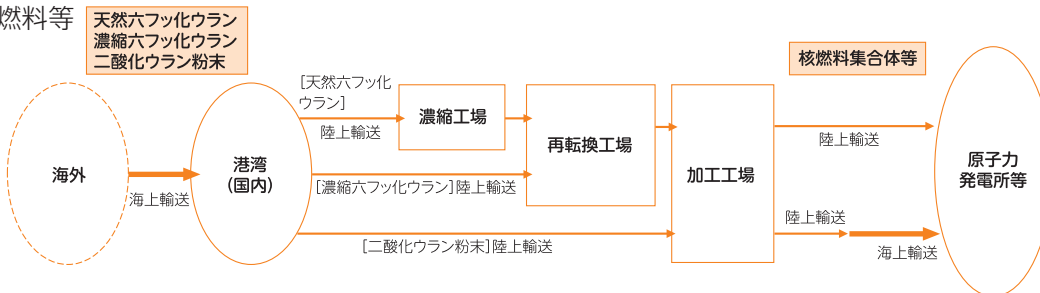 燃料等
天然六フッ化ウラン
濃縮六フッ化ウラン
二酸化ウラン粉末
核燃料集合体等
海外
海上輸送
港湾
(国内)
[天然六フッ化
ウラン]
陸上輸送
濃縮工場
[濃縮六フッ化ウラン]陸上輸送
再転換工場
[二酸化ウラン粉末]陸上輸送
加工工場
陸上輸送
陸上輸送
海上輸送
原子力
発電所等